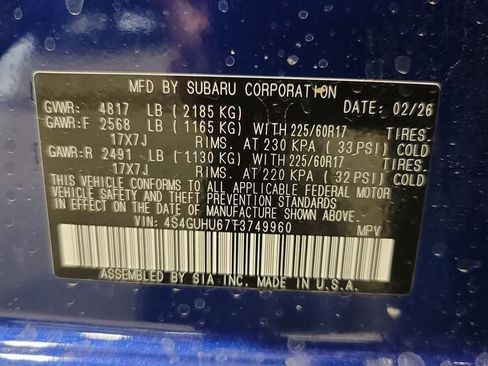 MFD BY SUBARU CORPORATION
GVWR: 4817 LB (2185 KG) DATE: 02/26
GAWR:F 2568 LB (1165 KG) WITH 225/60R17 TIRES.
17X7J RIMS. AT 230 KPA (33 PSI) COLD
GAWR:R 2491 LB (1130 KG) WITH 225/60R17 TIRES.
17X7J RIMS. AT 220 KPA (32 PSI) COLD
THIS VEHICLE CONFORMS TO ALL APPLICABLE FEDERAL MOTOR
VEHICLE SAFETY AND THEFT PREVENTION STANDARDS
IN EFFECT ON THE DATE OF MANUFACTURE SHOWN ABOVE.
VIN: 4S4GUHU67T3749960 MPV
ASSEMBLED BY SIA INC. MADE IN U.S.A.